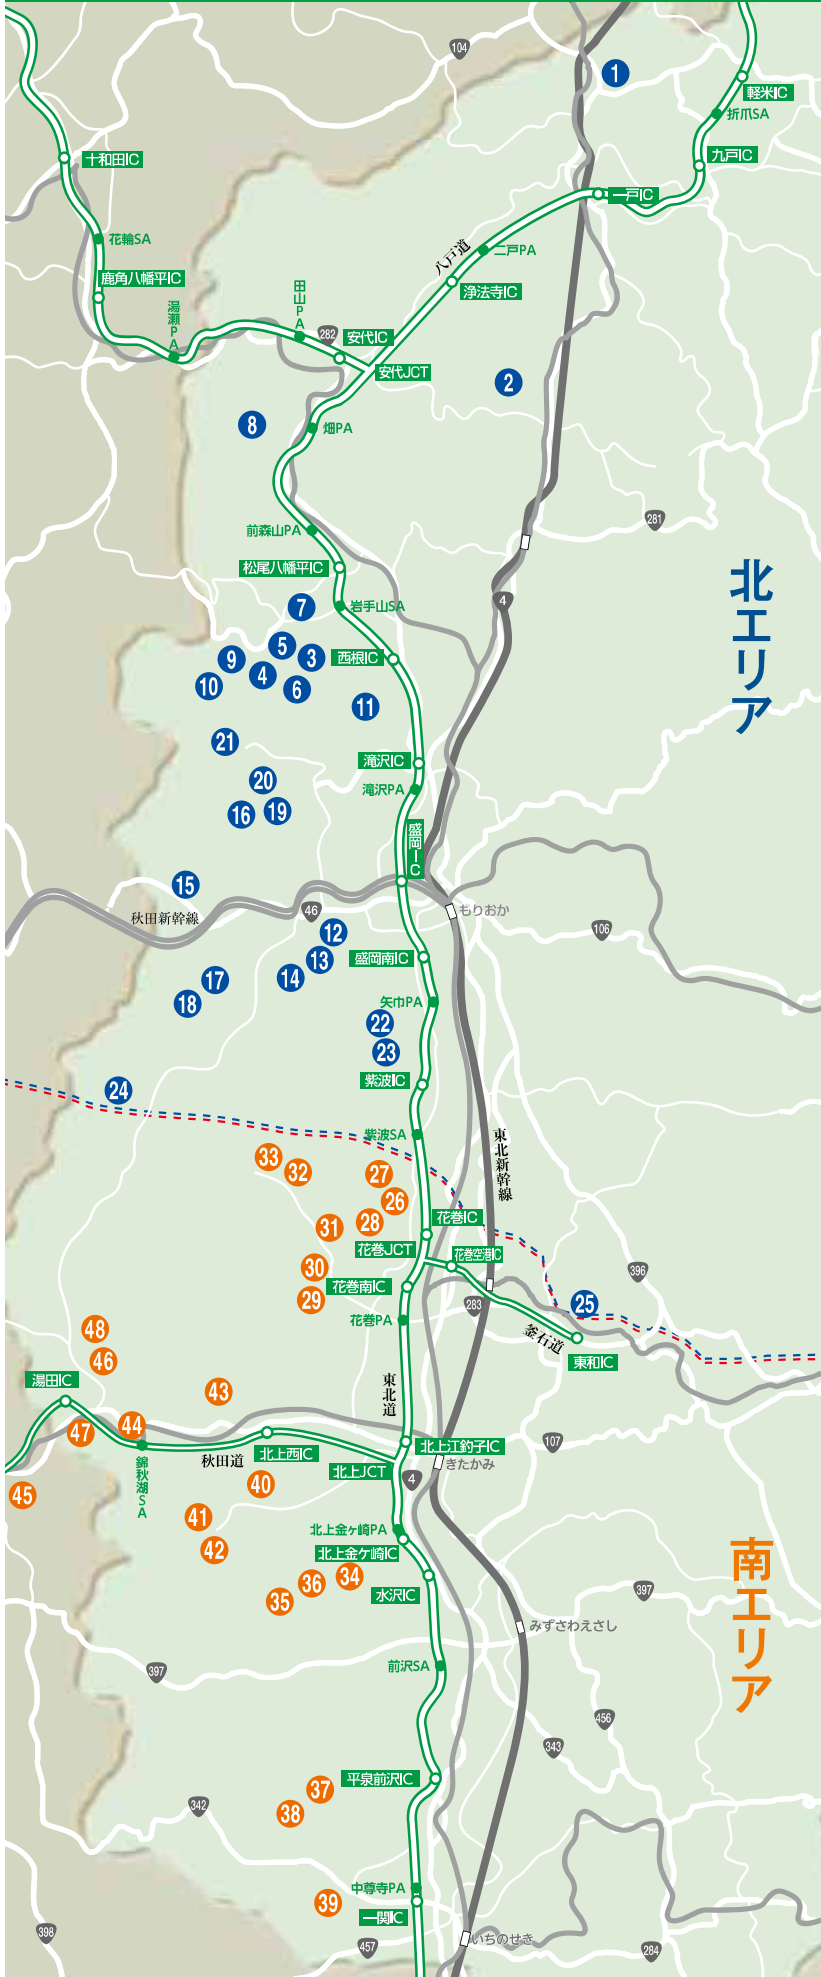 104
1
軽米IC
折爪SA
十和田IC
九戸IC
一戸IC
花輪SA
八戸道
二戸PA
鹿角八幡平IC
浄法寺IC
湯瀬PA
田山PA
282
安代IC
安代JCT
2
8
畑PA
281
前森山PA
松尾八幡平IC
北エリア
7
岩手山SA
4
5
3
9
4
6
10
西根IC
11
21
滝沢IC
20
滝沢PA
16
19
盛岡IC
15
秋田新幹線
46
もりおか
12
106
13
盛岡南IC
14
17
18
矢巾PA
22
23
紫波IC
24
紫波SA
東北新幹線
33
32
27
26
28
31
花巻IC
花巻JCT
花巻空港IC
30
花巻南IC
396
29
283
25
花巻PA
釜石道
東和IC
48
46
湯田IC
43
東北道
44
47
北上江釣子IC
107
秋田道
北上西IC
北上JCT
きたかみ
錦秋湖SA
4
45
40
41
42
北上金ヶ崎PA
北上金ケ崎IC
南エリア
34
36
35
水沢IC
397
みずさわえさし
397
前沢SA
456
343
37
38
平泉前沢IC
342
中尊寺PA
39
一関IC
398
457
いちのせき
284